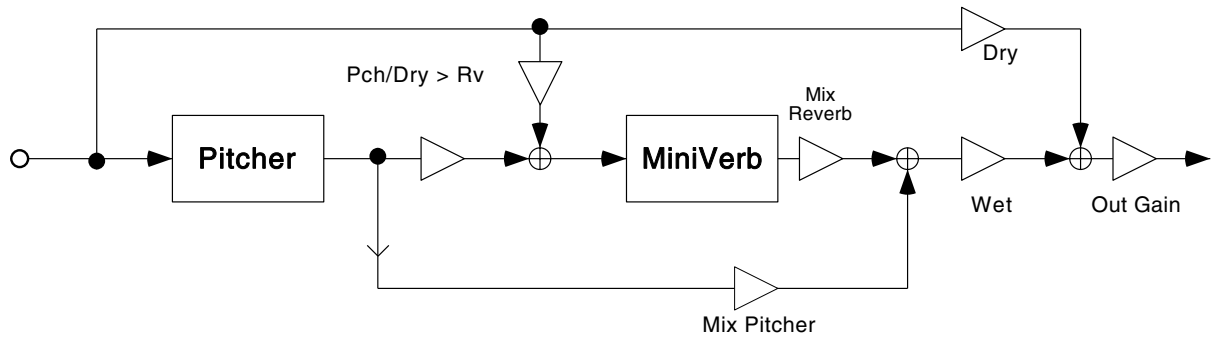 Dry
Pch/Dry > Rv
Mix
Reverb
Pitcher
MiniVerb
Wet
Out Gain
Mix Pitcher